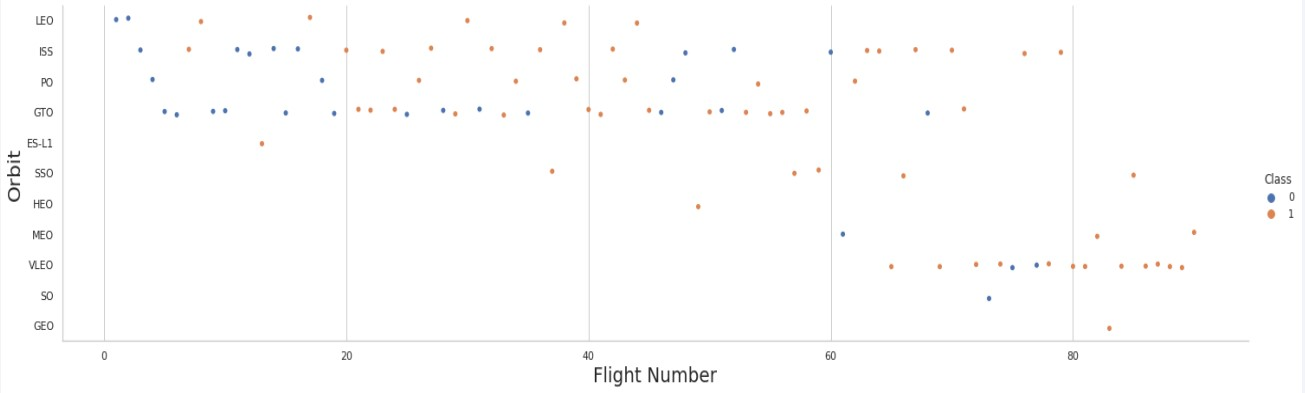 LEO
ISS
PO
GTO
ES-L1
SSO
HEO
MEO
VLEO
SO
GEO
Orbit
0 20 40 60 80
Flight Number
Class
0
1